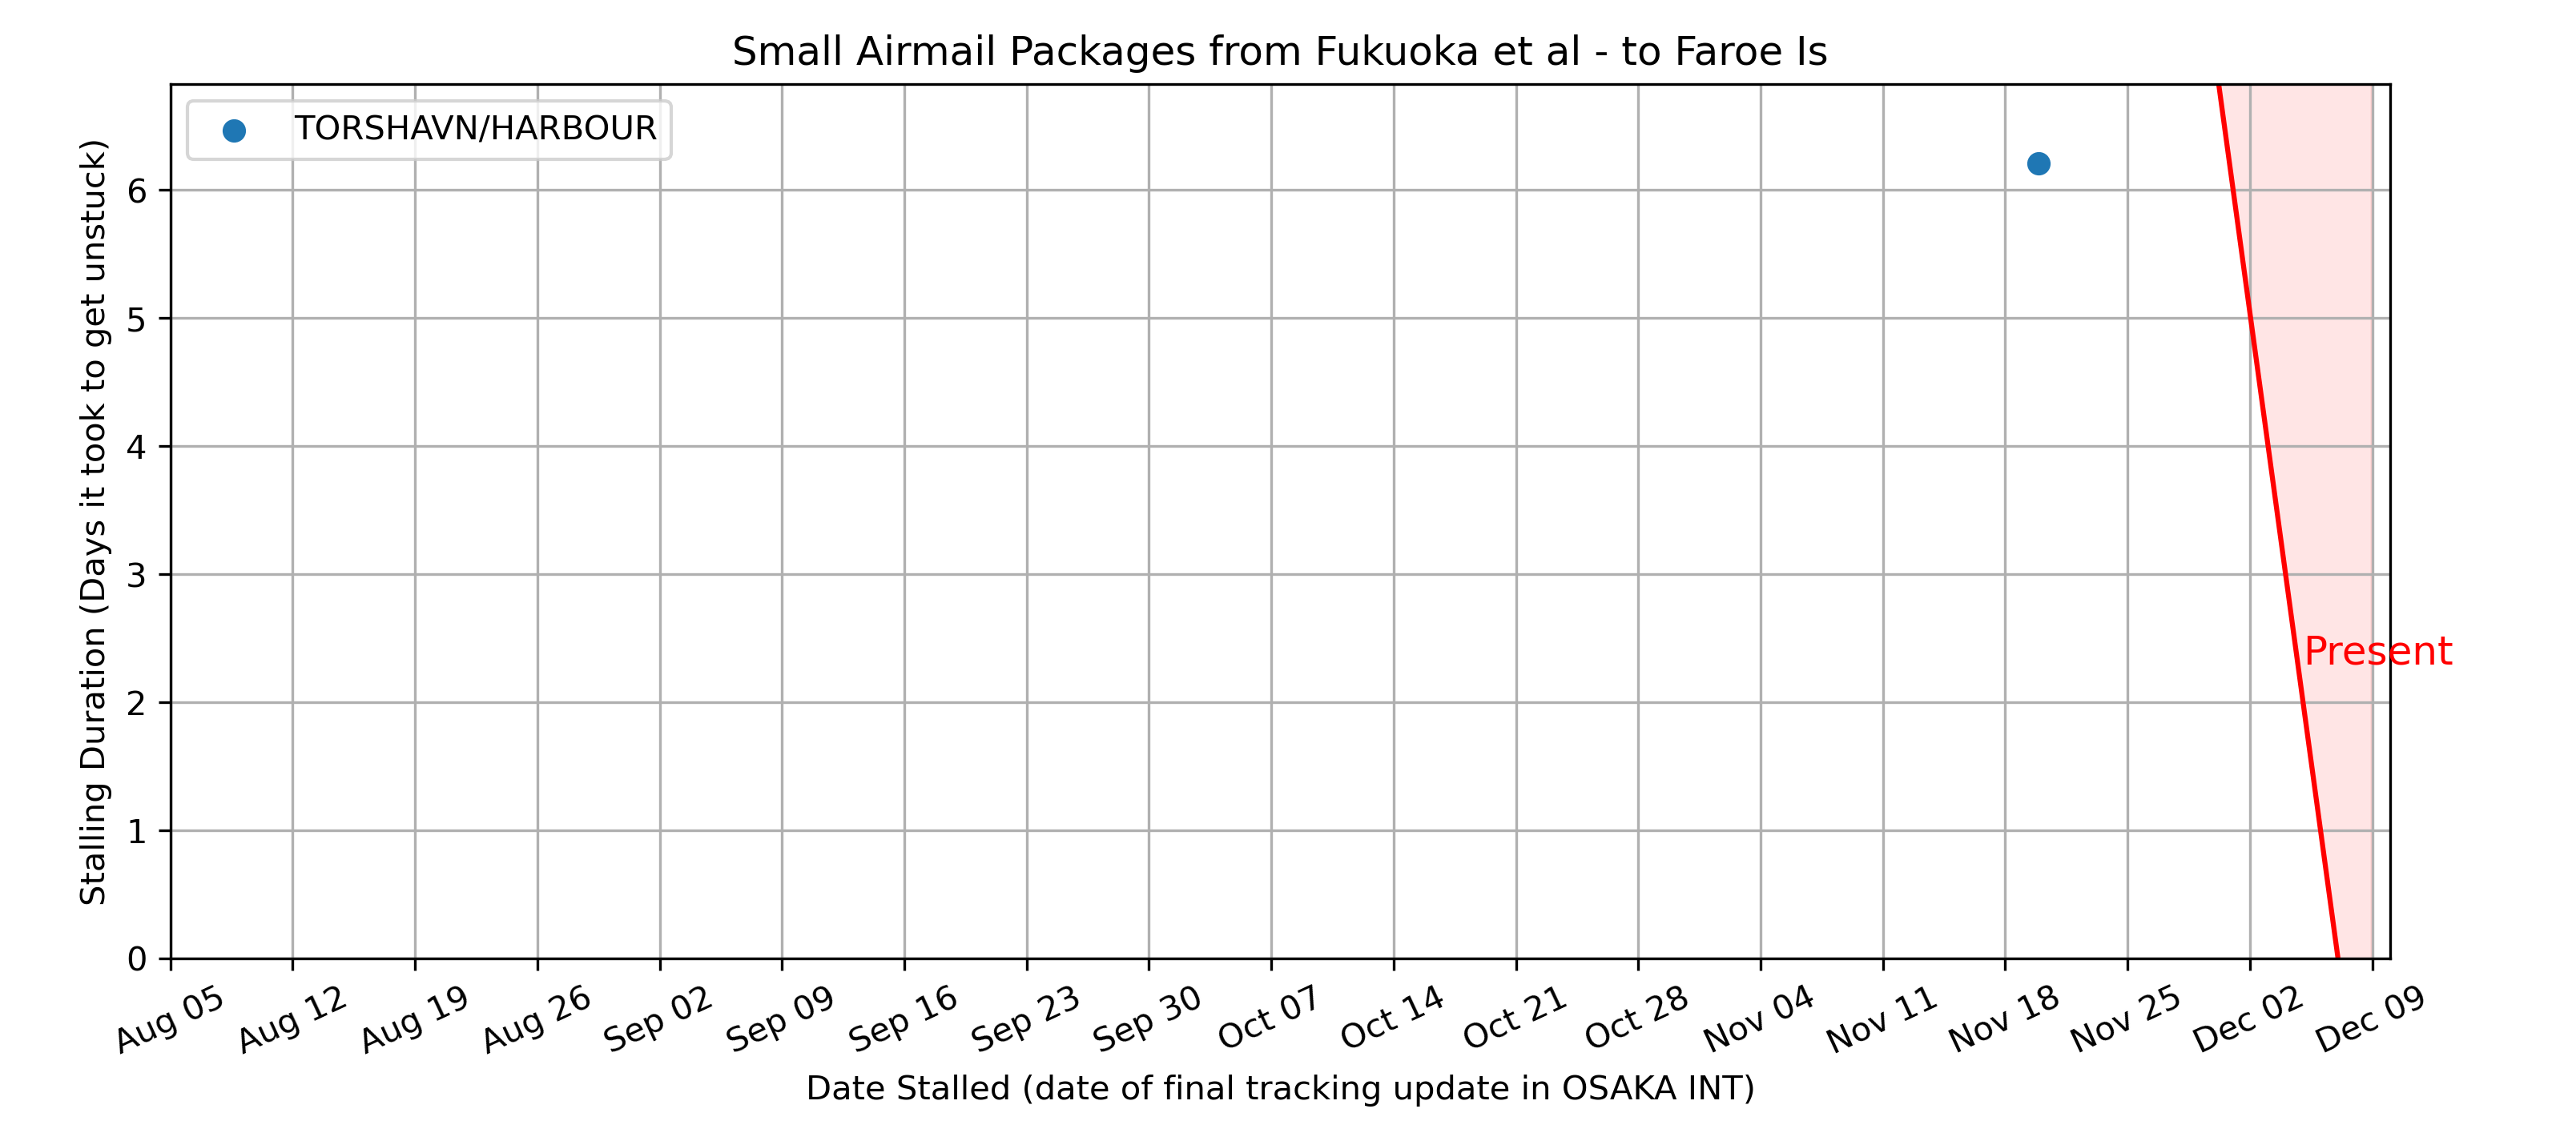 Small Airmail Packages from Fukuoka et al - to Faroe Is
TORSHAVN/HARBOUR
Stalling Duration (Days it took to get unstuck)
6
5
4
3
2
1
0
Present
Aug 05 Aug 12 Aug 19 Aug 26 Sep 02 Sep 09 Sep 16 Sep 23 Sep 30 Oct 07 Oct 14 Oct 21 Oct 28 Nov 04 Nov 11 Nov 18 Nov 25 Dec 02 Dec 09
Date Stalled (date of final tracking update in OSAKA INT)